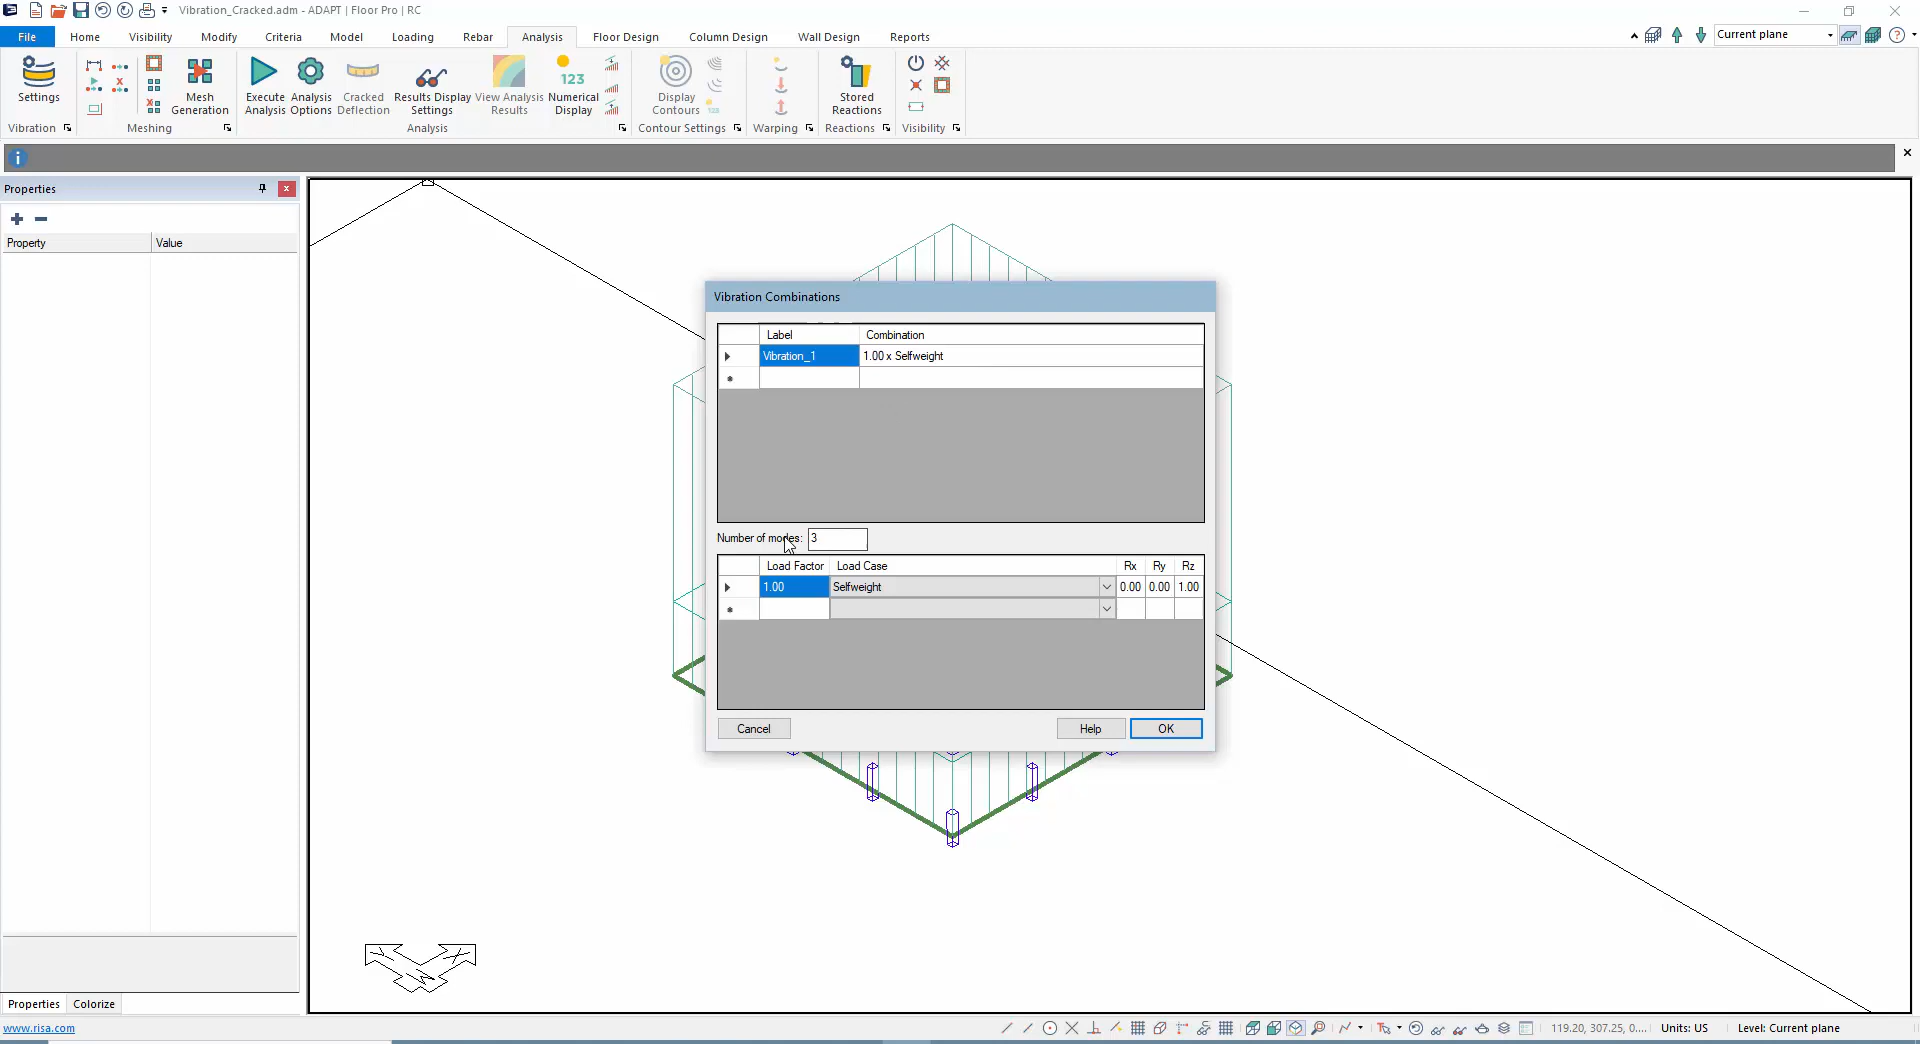 Vibration_Cracked.adm - ADAPT | Floor Pro | RC
File Home Visibility Modify Criteria Model Loading Rebar Analysis Floor Design Column Design Wall Design Reports
Current plane
Settings
Mesh Generation
Execute Analysis
Analysis Options
Cracked Deflection
Results Display Settings
View Analysis Results
123
Numerical Display
Display Contours
Stored Reactions
Vibration Meshing Analysis Contour Settings Warping Reactions Visibility
Properties
Property Value
Vibration Combinations
Label Combination
Vibration_1 1.00 x Selfweight
Number of modes: 3
Load Factor Load Case Rx Ry Rz
1.00 Selfweight 0.00 0.00 1.00
Cancel Help OK
Y X
Z
Properties Colorize
www.risa.com
119.20, 307.25, 0.... Units: US Level: Current plane